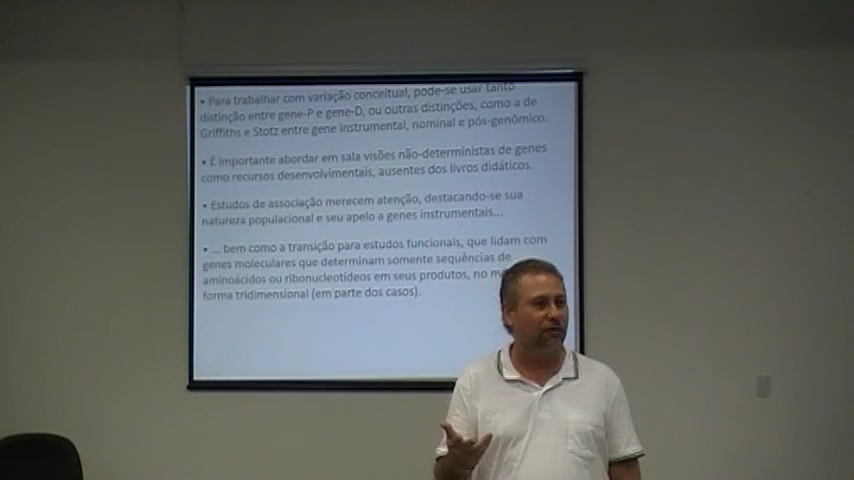 • Para trabalhar com variação conceitual, pode-se usar tanto
distinção entre gene-P e gene-D, ou outras distinções, como a de
Griffiths e Stotz entre gene instrumental, nominal e pós-genômico.
• É importante abordar em sala visões não-deterministas de genes
como recursos desenvolvimentais, ausentes dos livros didáticos.
• Estudos de associação merecem atenção, destacando-se sua
natureza populacional e seu apelo a genes instrumentais...
• ... bem como a transição para estudos funcionais, que lidam com
genes moleculares que determinam somente sequências de
aminoácidos ou ribonucleotídeos em seus produtos, no
forma tridimensional (em parte dos casos).